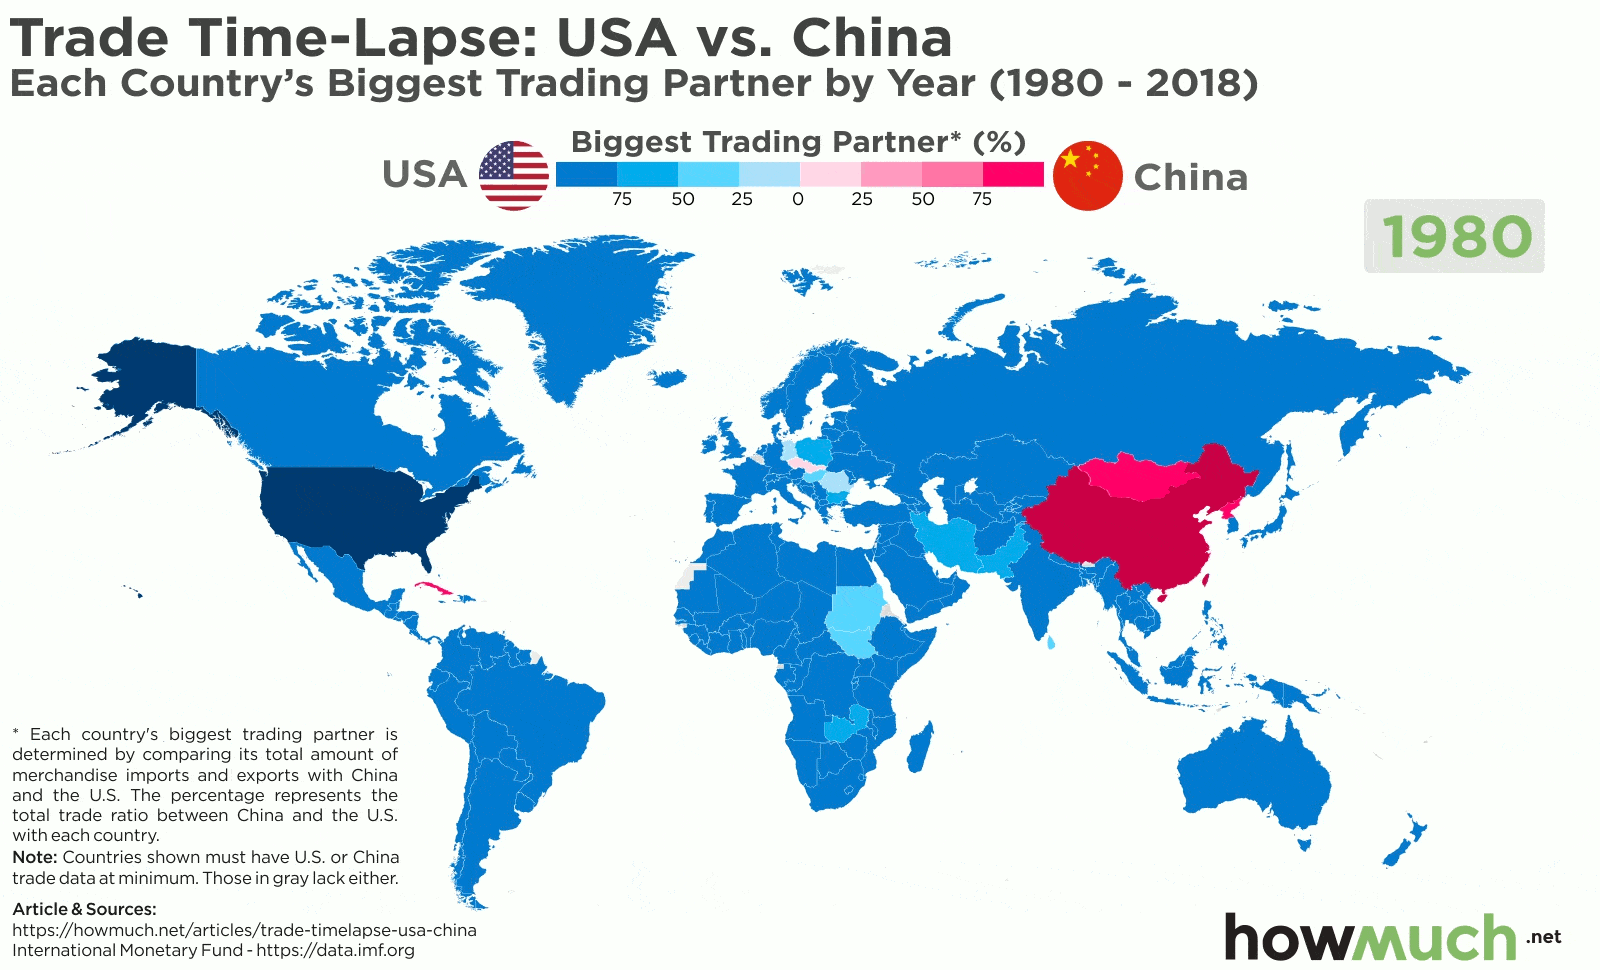 Trade Time-Lapse: USA vs. China
Each Country's Biggest Trading Partner by Year (1980 - 2018)
Biggest Trading Partner* (%)
USA
China
75 50 25 0 25 50 75
1980
* Each country's biggest trading partner is
determined by comparing its total amount of
merchandise imports and exports with China
and the U.S. The percentage represents the
total trade ratio between China and the U.S.
with each country.
Note: Countries shown must have U.S. or China
trade data at minimum. Those in gray lack either.
Article & Sources:
https://howmuch.net/articles/trade-timelapse-usa-china
International Monetary Fund - https://data.imf.org
howmuch.net